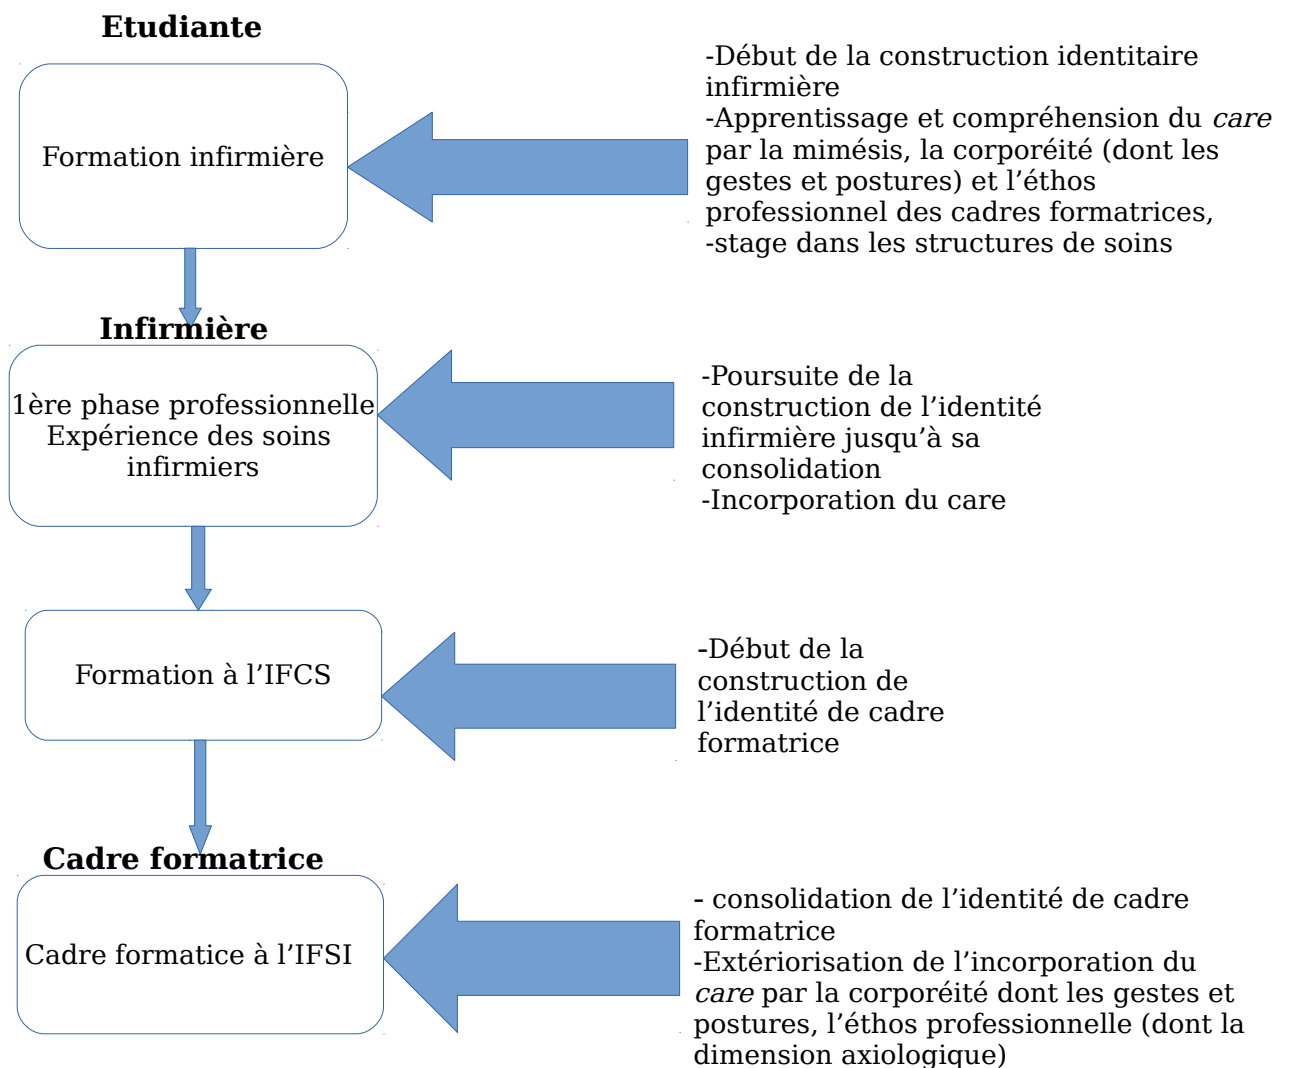 Etudiante
Formation infirmière
-Début de la construction identitaire
infirmière
-Apprentissage et compréhension du care
par la mimésis, la corporéité (dont les
gestes et postures) et l’éthos
professionnel des cadres formatrices,
-stage dans les structures de soins
Infirmière
1ère phase professionnelle
Expérience des soins
infirmiers
-Poursuite de la
construction de l’identité
infirmière jusqu’à sa
consolidation
-Incorporation du care
Formation à l’IFCS
-Début de la
construction de
l’identité de cadre
formatrice
Cadre formatrice
Cadre formatice à l’IFSI
- consolidation de l’identité de cadre
formatrice
-Extériorisation de l’incorporation du
care par la corporéité dont les gestes et
postures, l’éthos professionnelle (dont la
dimension axiologique)